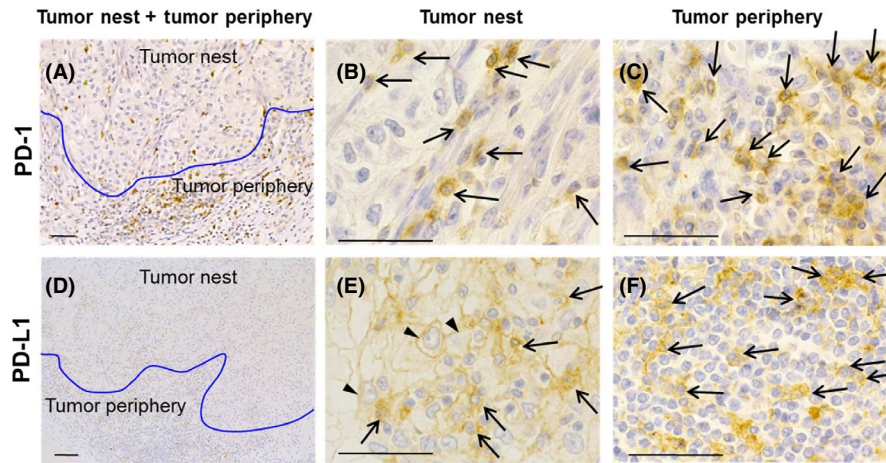 Tumor nest + tumor periphery
Tumor nest
Tumor periphery
PD-1
(A)
Tumor nest
Tumor periphery
(B)
(C)
PD-L1
(D)
Tumor nest
Tumor periphery
(E)
(F)